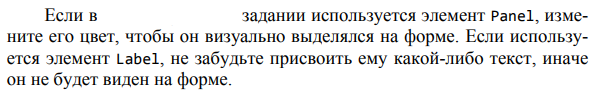 Если в задании используется элемент Panel, изме-
ните его цвет, чтобы он визуально выделялся на форме. Если использу-
ется элемент Label, не забудьте присвоить ему какой-либо текст, иначе
он не будет виден на форме.